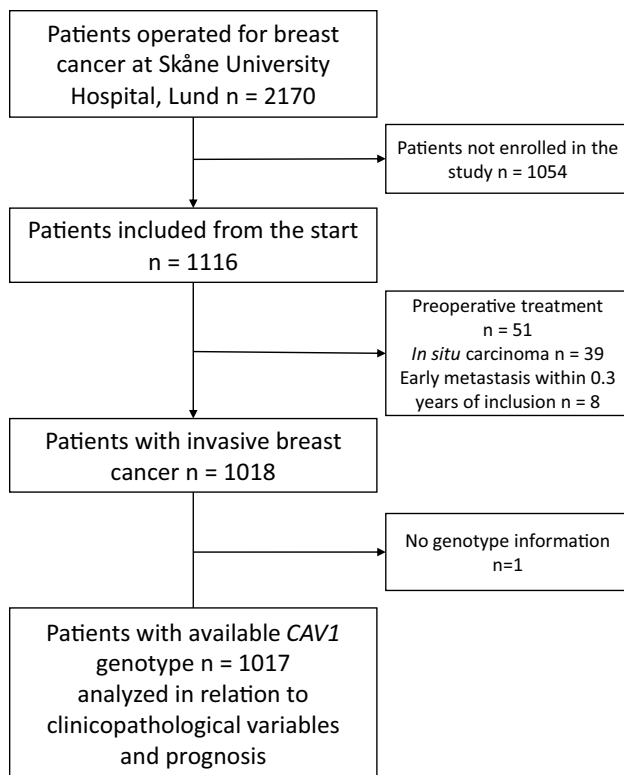 Patients operated for breast
cancer at Skåne University
Hospital, Lund n = 2170
Patients not enrolled in the
study n = 1054
Patients included from the start
n = 1116
Preoperative treatment
n = 51
In situ carcinoma n = 39
Early metastasis within 0.3
years of inclusion n = 8
Patients with invasive breast
cancer n = 1018
No genotype information
n=1
Patients with available CAV1
genotype n = 1017
analyzed in relation to
clinicopathological variables
and prognosis